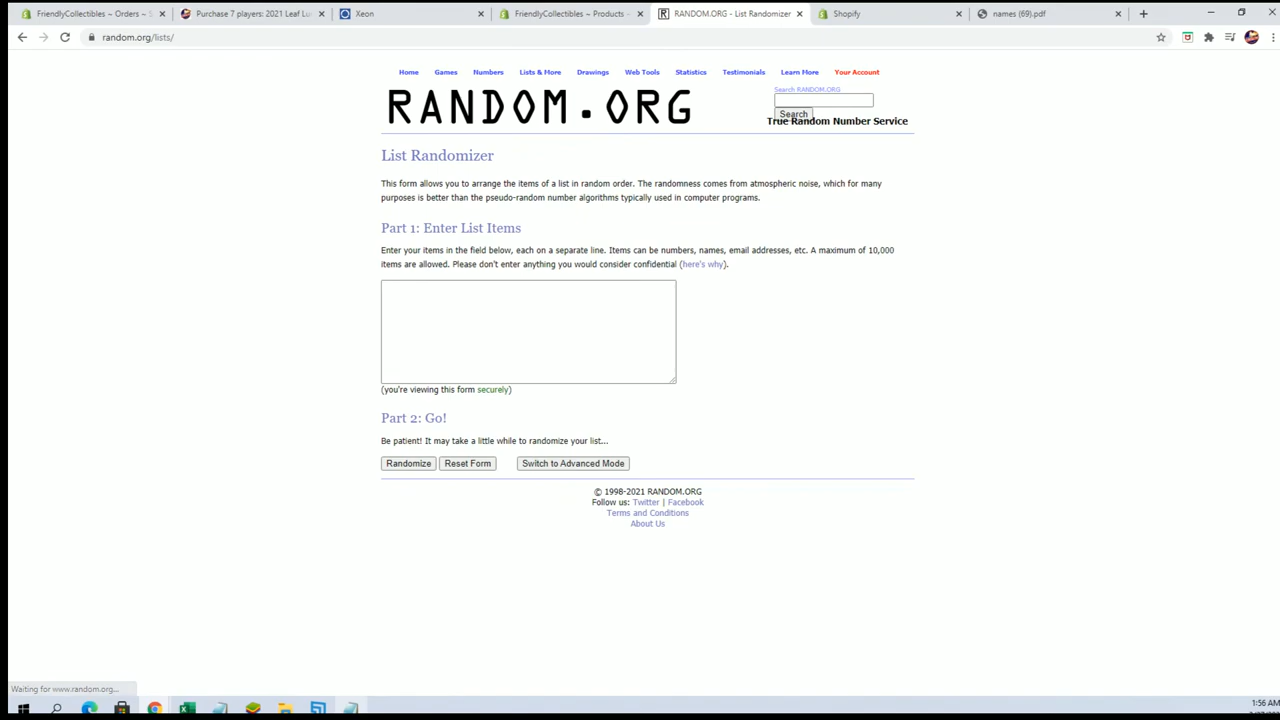 FriendlyCollectibles ~ Orders ~ S
Purchase 7 players: 2021 Leaf Lu
Xeon
FriendlyCollectibles ~ Products ~
RANDOM.ORG - List Randomizer
Shopify
names (69).pdf
random.org/lists/
Home Games Numbers Lists & More Drawings Web Tools Statistics Testimonials Learn More Your Account
RANDOM.ORG
Search RANDOM.ORG
Search
True Random Number Service
List Randomizer
This form allows you to arrange the items of a list in random order. The randomness comes from atmospheric noise, which for many
purposes is better than the pseudo-random number algorithms typically used in computer programs.
Part 1: Enter List Items
Enter your items in the field below, each on a separate line. Items can be numbers, names, email addresses, etc. A maximum of 10,000
items are allowed. Please don't enter anything you would consider confidential (here's why).
(you're viewing this form securely)
Part 2: Go!
Be patient! It may take a little while to randomize your list...
Randomize Reset Form Switch to Advanced Mode
© 1998-2021 RANDOM.ORG
Follow us: Twitter | Facebook
Terms and Conditions
About Us
Waiting for www.random.org...
1:56 AM